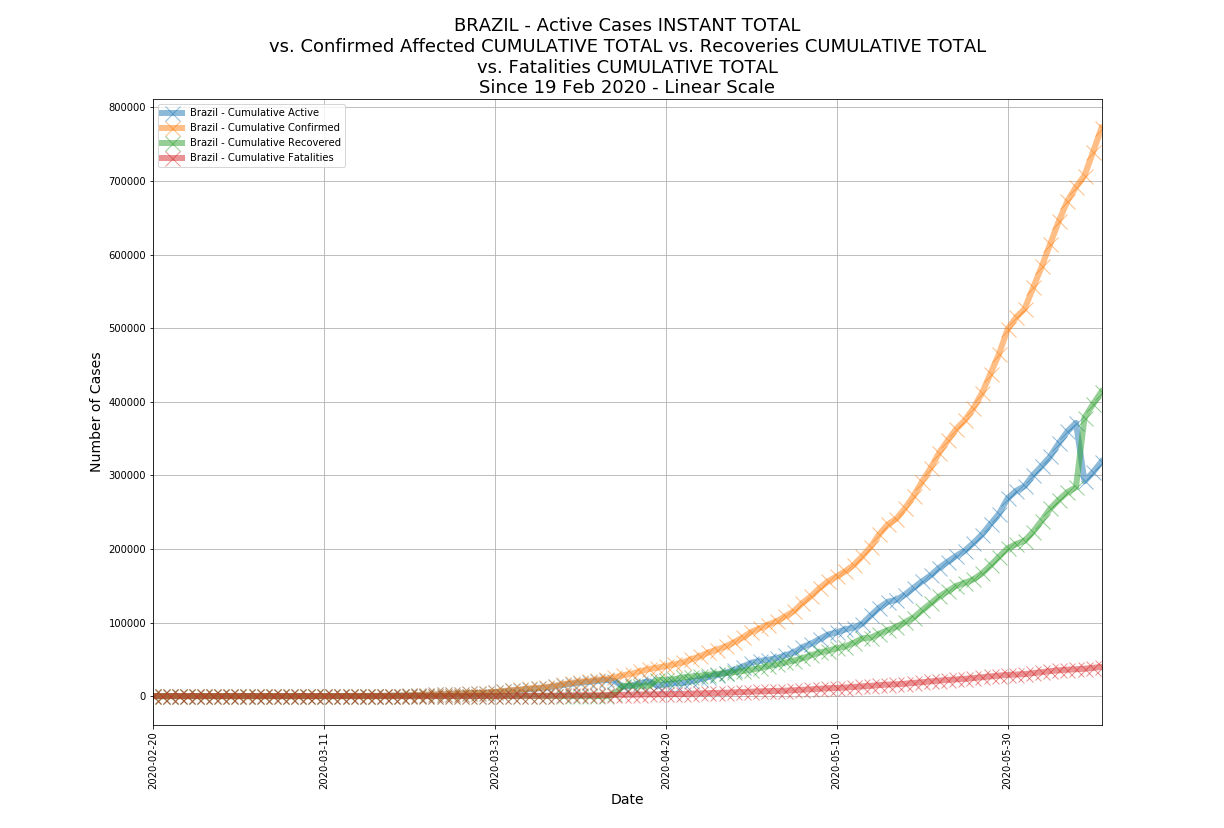 BRAZIL - Active Cases INSTANT TOTAL
vs. Confirmed Affected CUMULATIVE TOTAL vs. Recoveries CUMULATIVE TOTAL
vs. Fatalities CUMULATIVE TOTAL
Since 19 Feb 2020 - Linear Scale
Brazil - Cumulative Active
Brazil - Cumulative Confirmed
Brazil - Cumulative Recovered
Brazil - Cumulative Fatalities
800000
700000
600000
500000
400000
300000
200000
100000
0
Number of Cases
2020-02-20
2020-03-11
2020-03-31
2020-04-20
2020-05-10
2020-05-30
Date